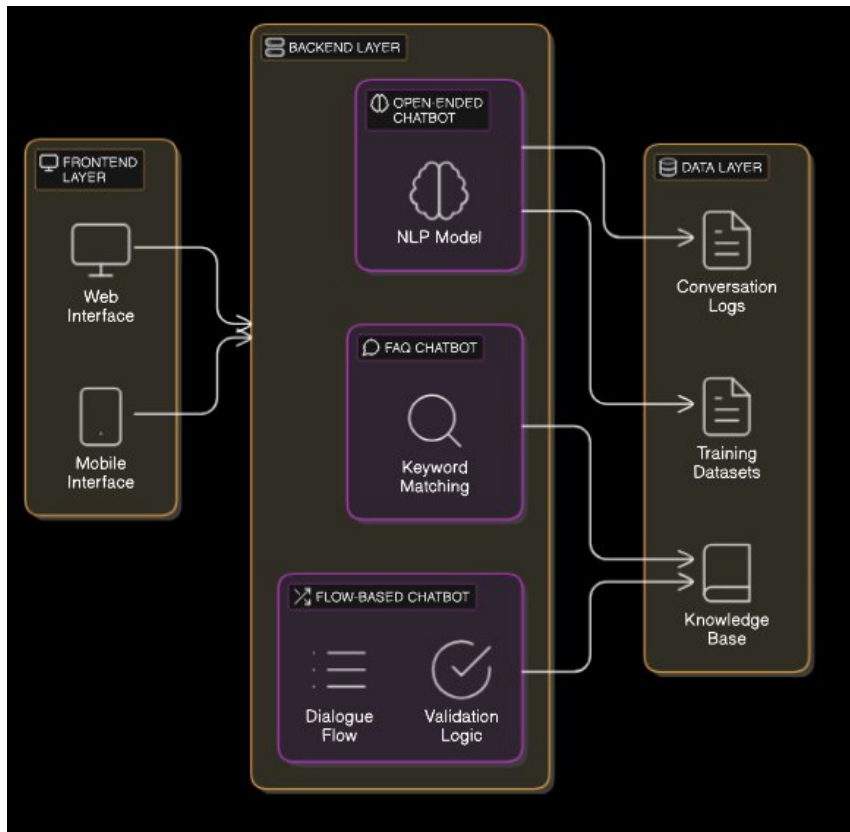 BACKEND LAYER
OPEN-ENDED
CHATBOT
NLP Model
FRONTEND
LAYER
Web
Interface
Mobile
Interface
FAQ CHATBOT
Keyword
Matching
FLOW-BASED CHATBOT
Dialogue
Flow
Validation
Logic
DATA LAYER
Conversation
Logs
Training
Datasets
Knowledge
Base